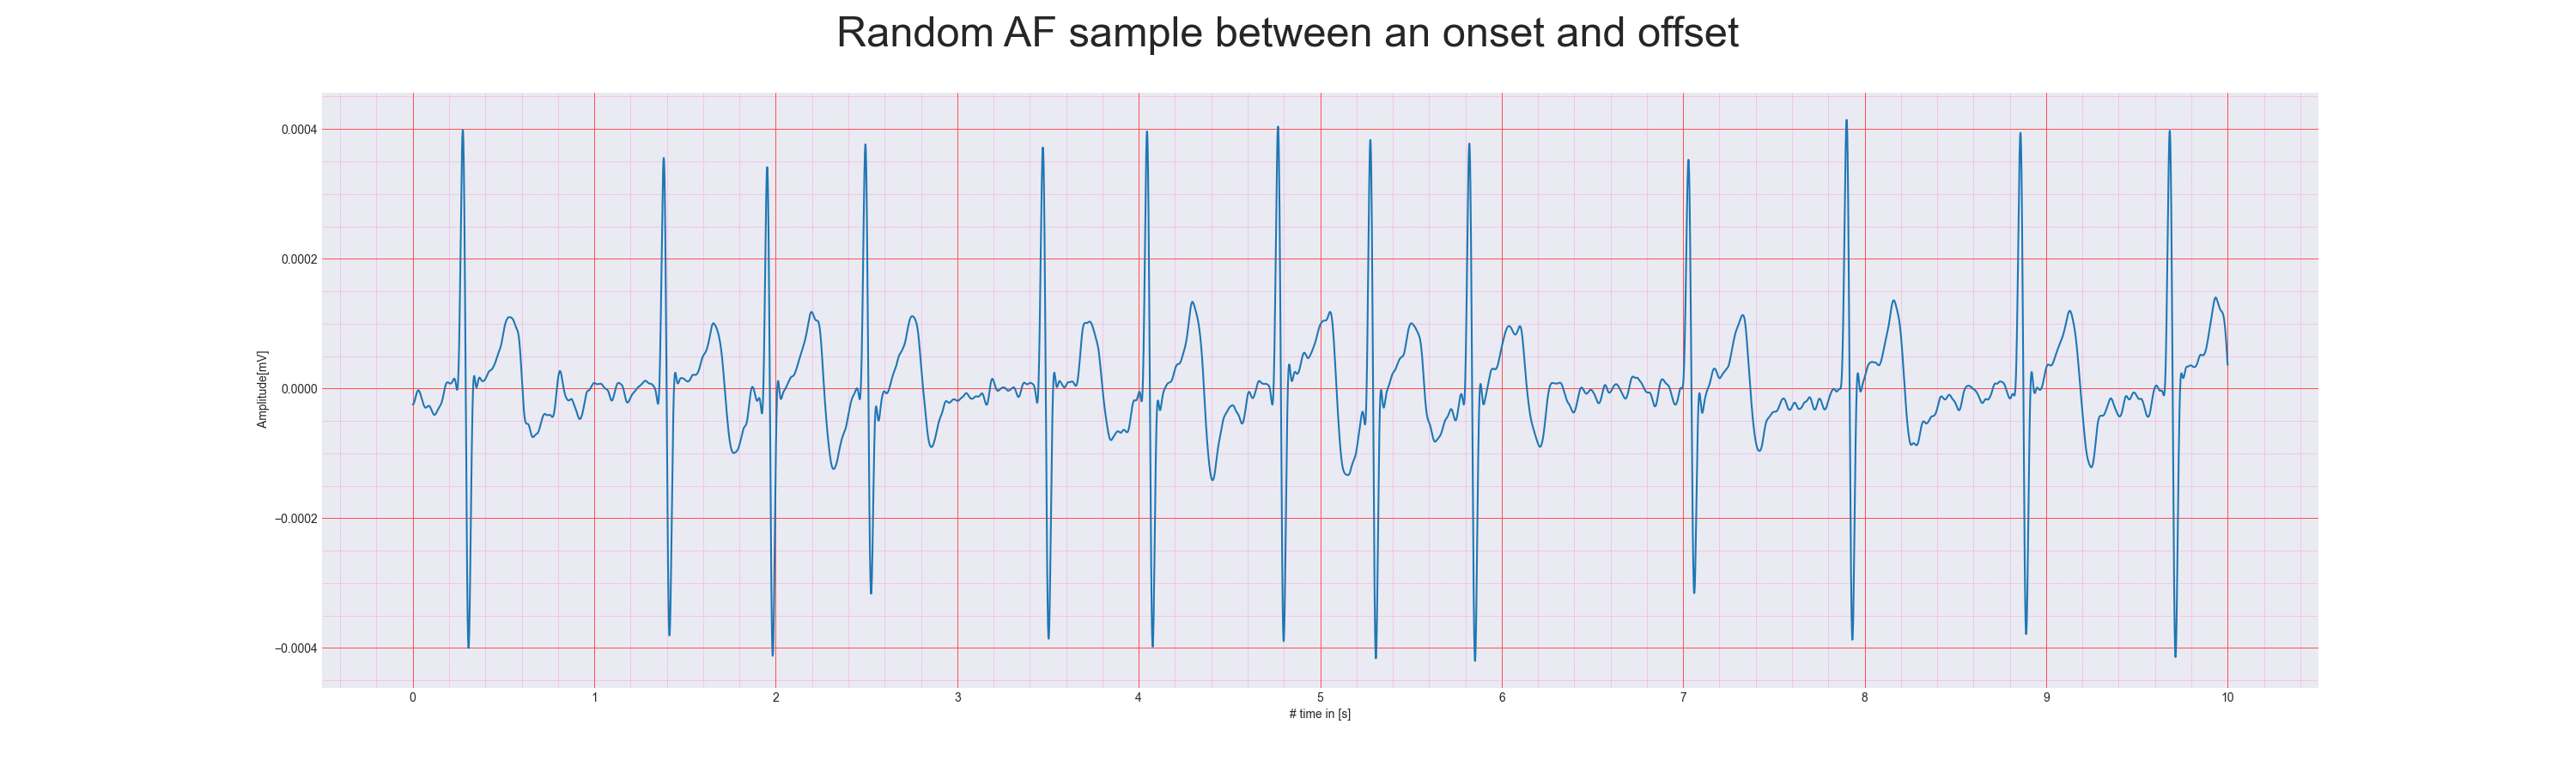 Random AF sample between an onset and offset
0.0004
0.0002
0.0000
−0.0002
−0.0004
Amplitude[mV]
0 1 2 3 4 5 6 7 8 9 10
# time in [s]